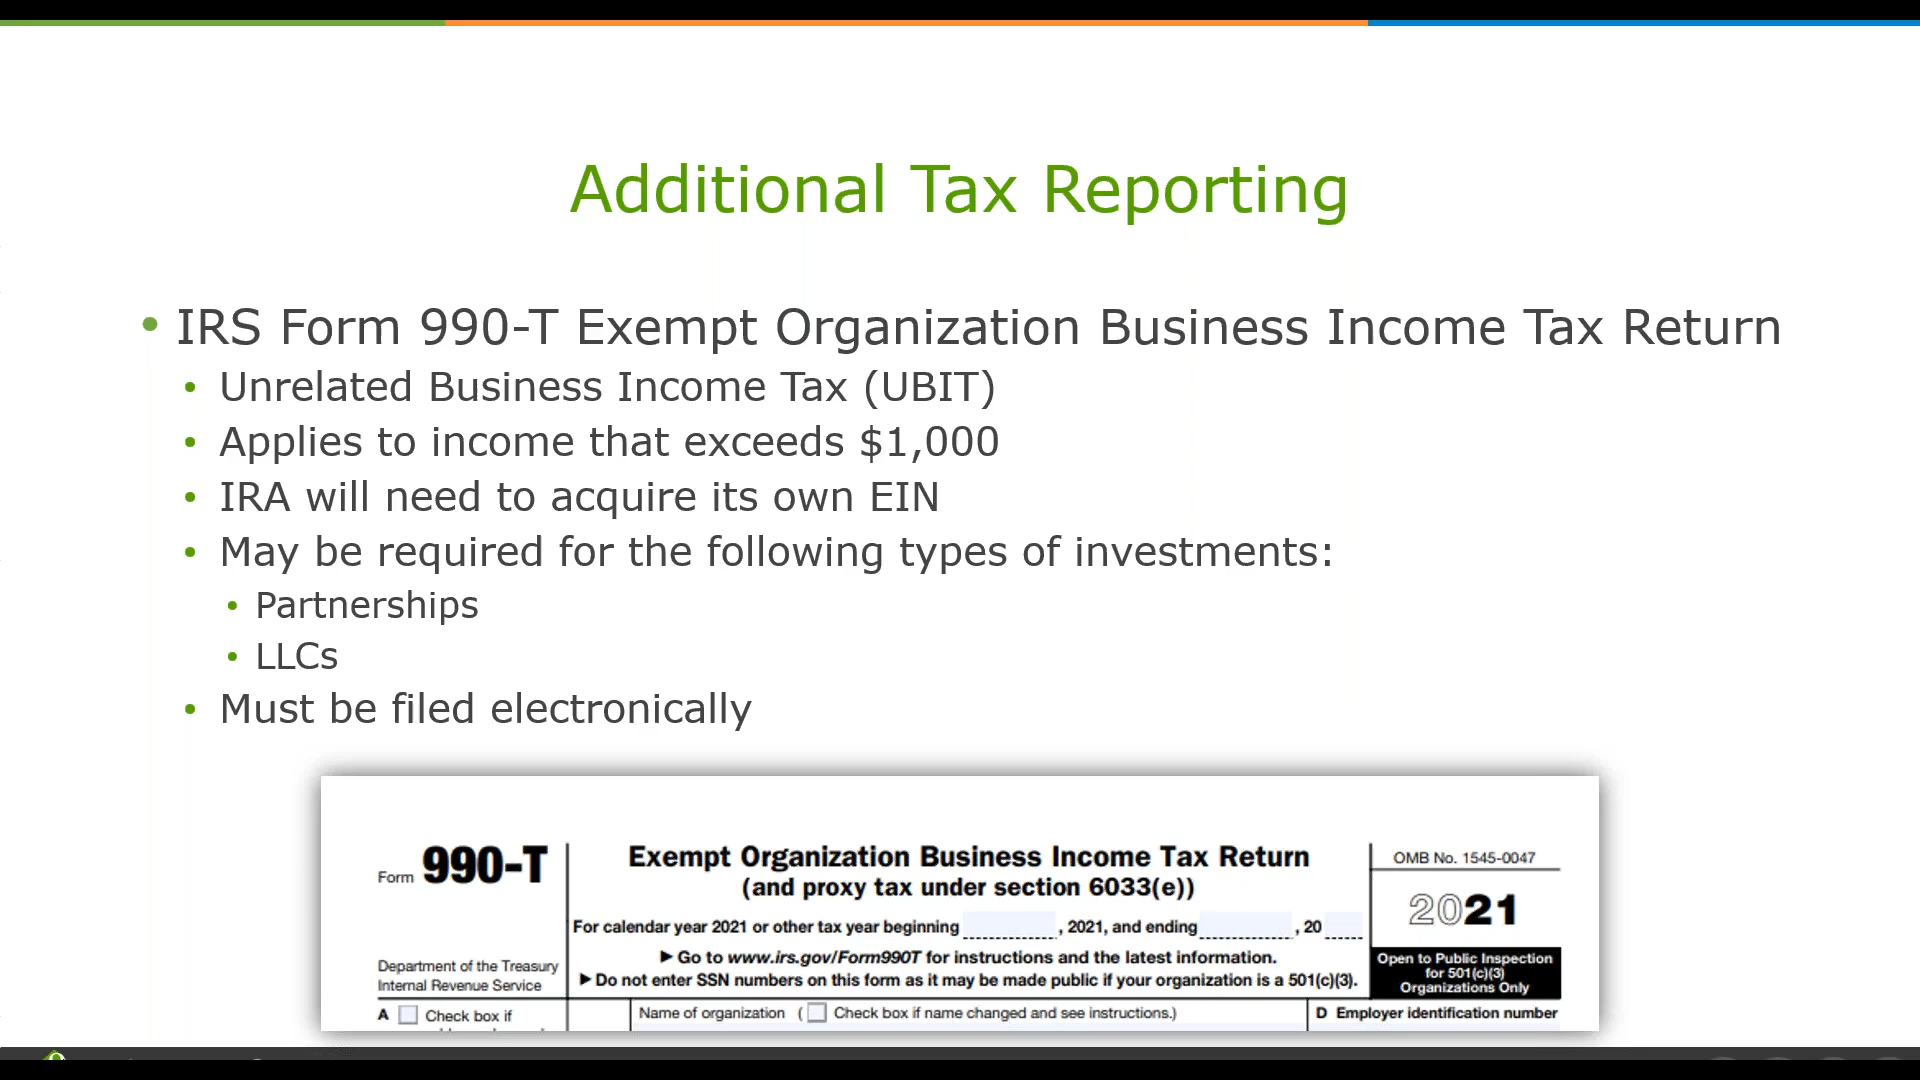 Additional Tax Reporting
• IRS Form 990-T Exempt Organization Business Income Tax Return
• Unrelated Business Income Tax (UBIT)
• Applies to income that exceeds $1,000
• IRA will need to acquire its own EIN
• May be required for the following types of investments:
• Partnerships
• LLCs
• Must be filed electronically
Form 990-T
Department of the Treasury
Internal Revenue Service
Exempt Organization Business Income Tax Return
(and proxy tax under section 6033(e))
For calendar year 2021 or other tax year beginning , 2021, and ending , 20
▶ Go to www.irs.gov/Form990T for instructions and the latest information.
▶ Do not enter SSN numbers on this form as it may be made public if your organization is a 501(c)(3).
OMB No. 1545-0047
2021
Open to Public Inspection
for 501(c)(3)
Organizations Only
A Check box if
Name of organization ( Check box if name changed and see instructions.)
D Employer identification number